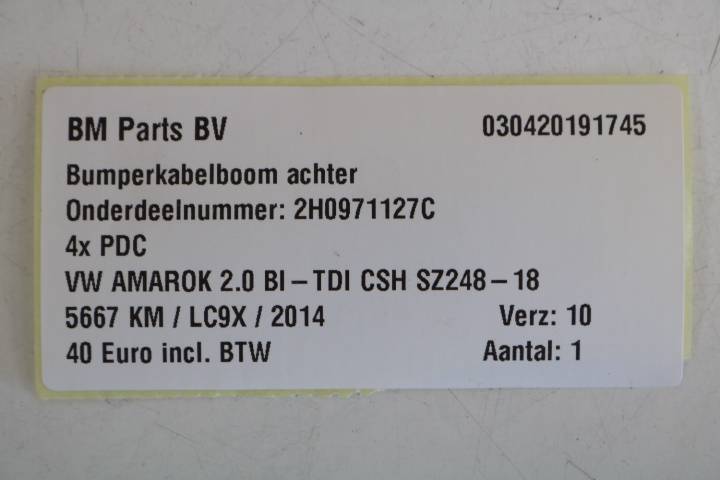 BM Parts BV 030420191745
Bumperkabelboom achter
Onderdeelnummer: 2H0971127C
4x PDC
VW AMAROK 2.0 BI – TDI CSH SZ248 – 18
5667 KM / LC9X / 2014 Verz: 10
40 Euro incl. BTW Aantal: 1